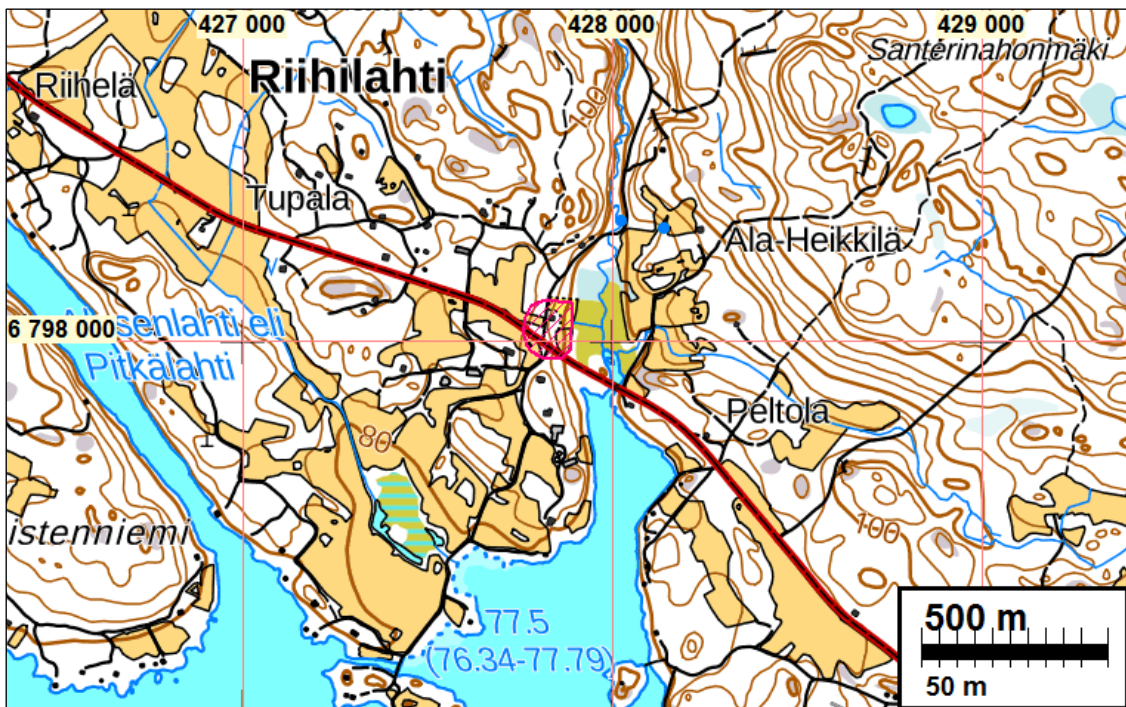 427 000
428 000
429 000
Santerinahonmäki
Riihelä
Riihilahti
100
Tupala
Ala-Heikkilä
6 798 000
eli
Pitkälahti
Peltola
80
100
istenniemi
77.5
(76.34-77.79)
500 m
50 m